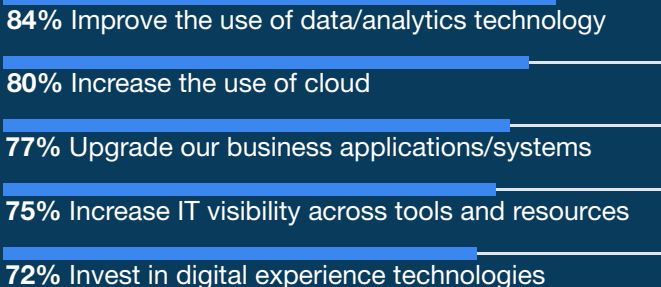 84% Improve the use of data/analytics technology
80% Increase the use of cloud
77% Upgrade our business applications/systems
75% Increase IT visibility across tools and resources
72% Invest in digital experience technologies